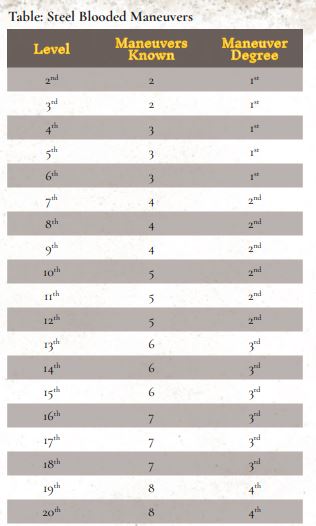 Table: Steel Blooded Maneuvers
Level Maneuvers Known Maneuver Degree
2nd 2 1st
3rd 2 1st
4th 3 1st
5th 3 1st
6th 3 1st
7th 4 2nd
8th 4 2nd
9th 4 2nd
10th 5 2nd
11th 5 2nd
12th 5 2nd
13th 6 3rd
14th 6 3rd
15th 6 3rd
16th 7 3rd
17th 7 3rd
18th 7 3rd
19th 8 4th
20th 8 4th